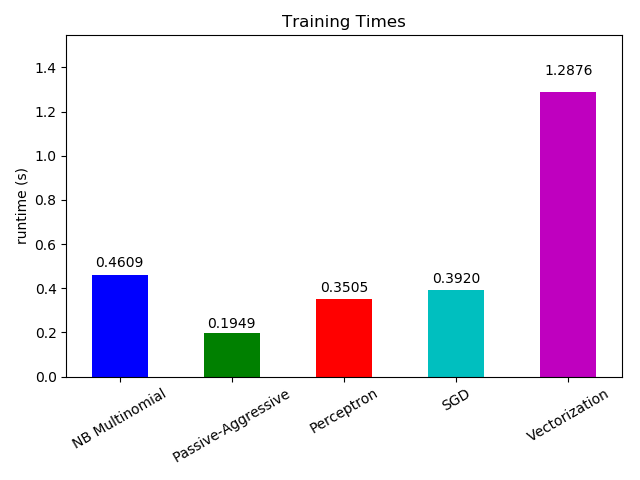 Training Times
runtime (s)
1.4
1.2
1.0
0.8
0.6
0.4
0.2
0.0
0.4609
0.1949
0.3505
0.3920
1.2876
NB Multinomial
Passive-Aggressive
Perceptron
SGD
Vectorization